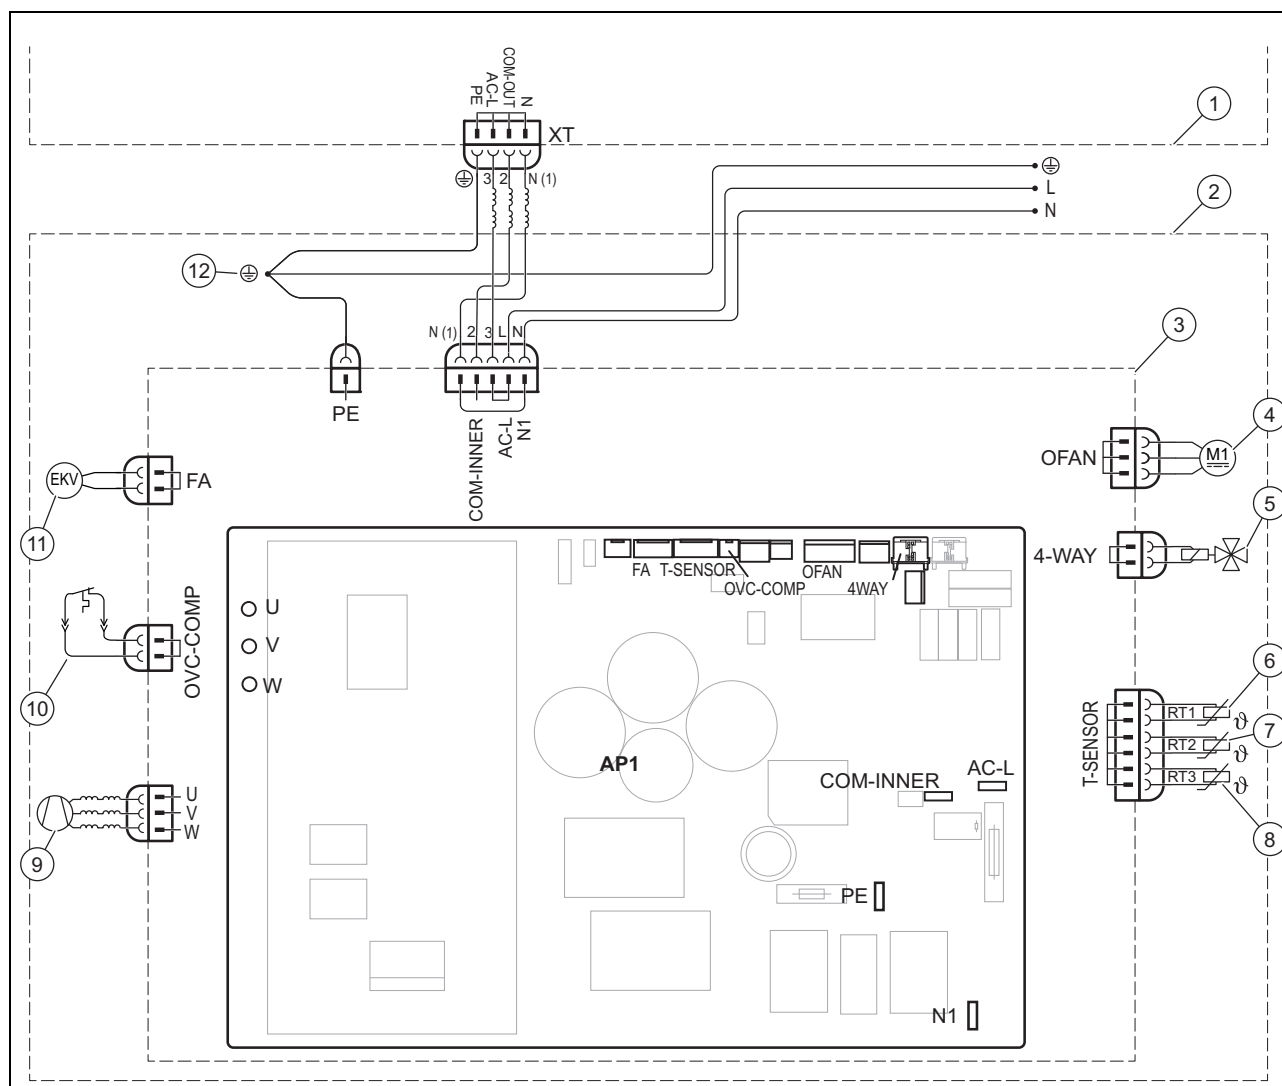 PE
AC-L
COM-OUT
N
XT
1
3 2 N (1)
L
N
2
12
N (1) 2 3 L N
3
PE
COM-INNER
AC-L
N1
OFAN
M1
4
EKV
FA
11
4-WAY
5
FA T-SENSOR
OVC-COMP
OFAN
4WAY
U
V
W
OVC-COMP
10
T-SENSOR
RT1 ϑ
RT2 ϑ
RT3 ϑ
6
7
8
AP1
COM-INNER
AC-L
U
V
W
9
PE
N1